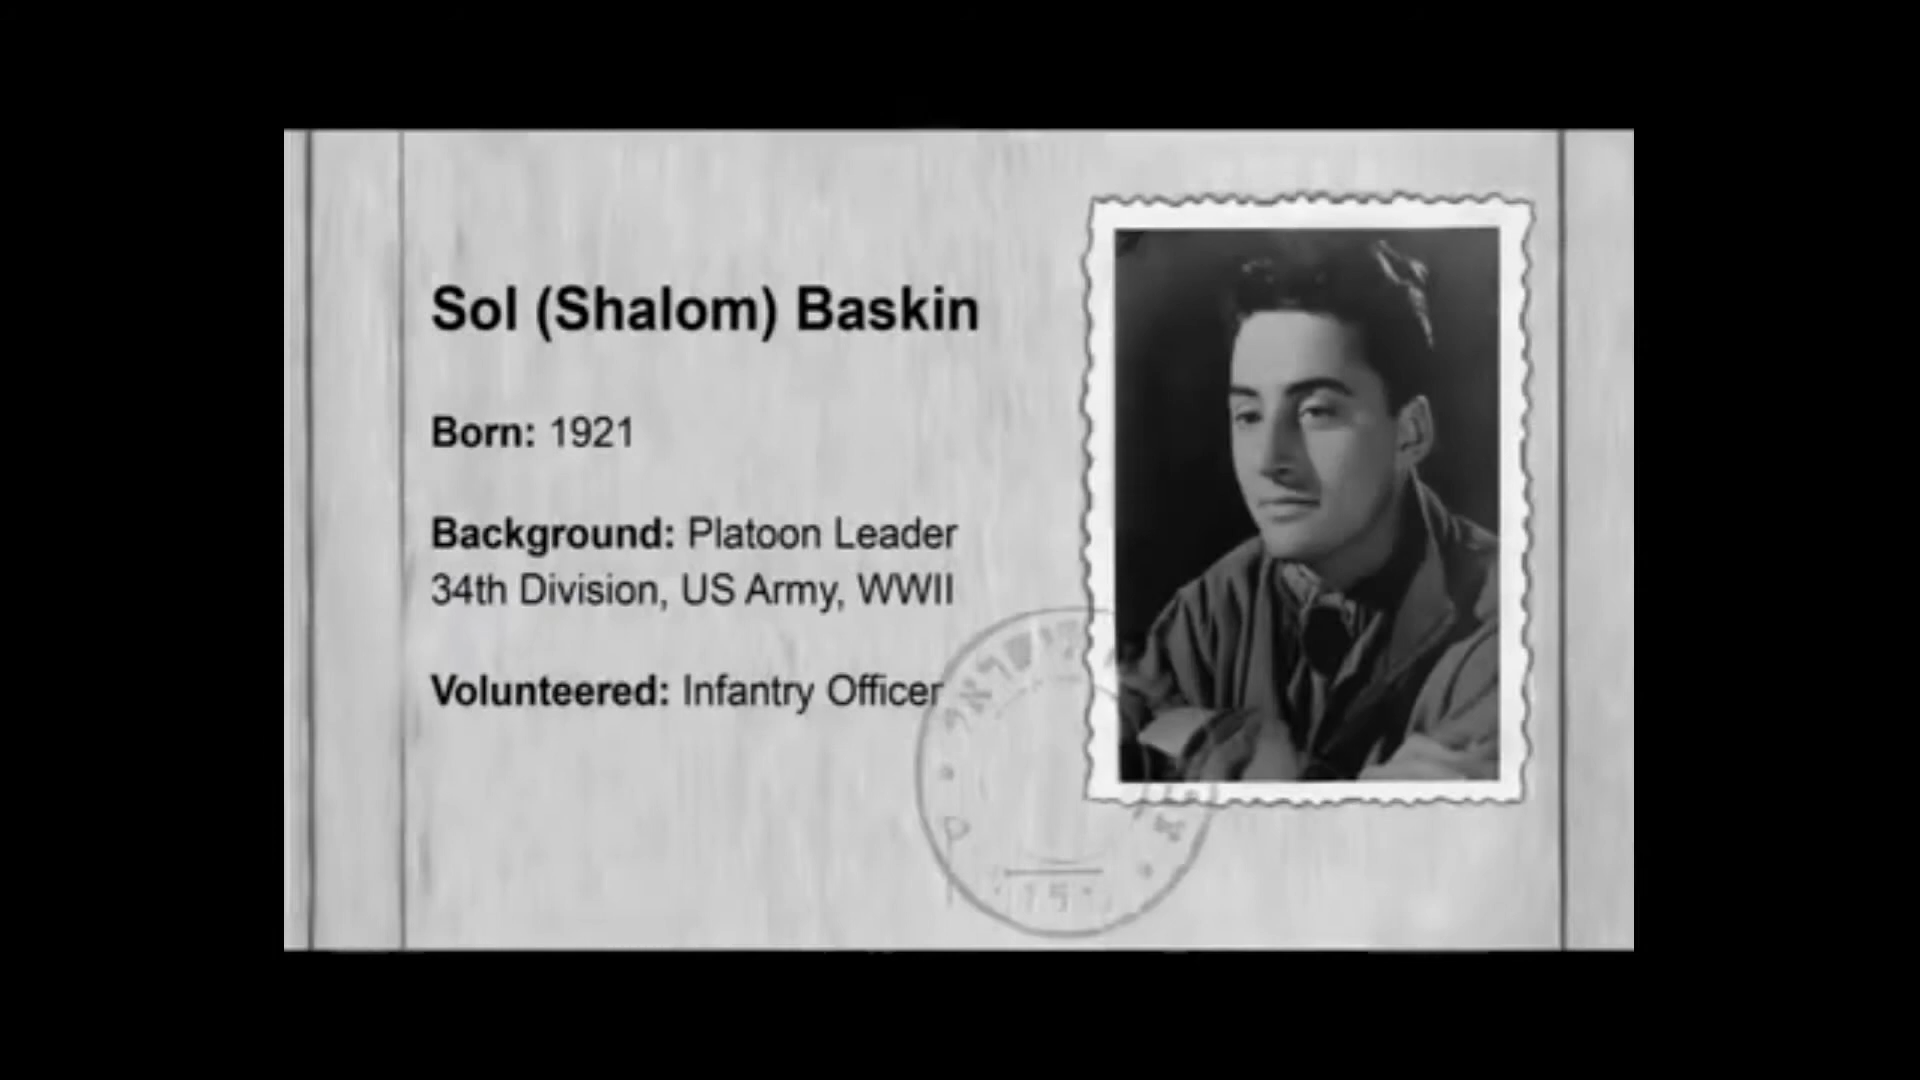 Sol (Shalom) Baskin
Born: 1921
Background: Platoon Leader
34th Division, US Army, WWII
Volunteered: Infantry Officer